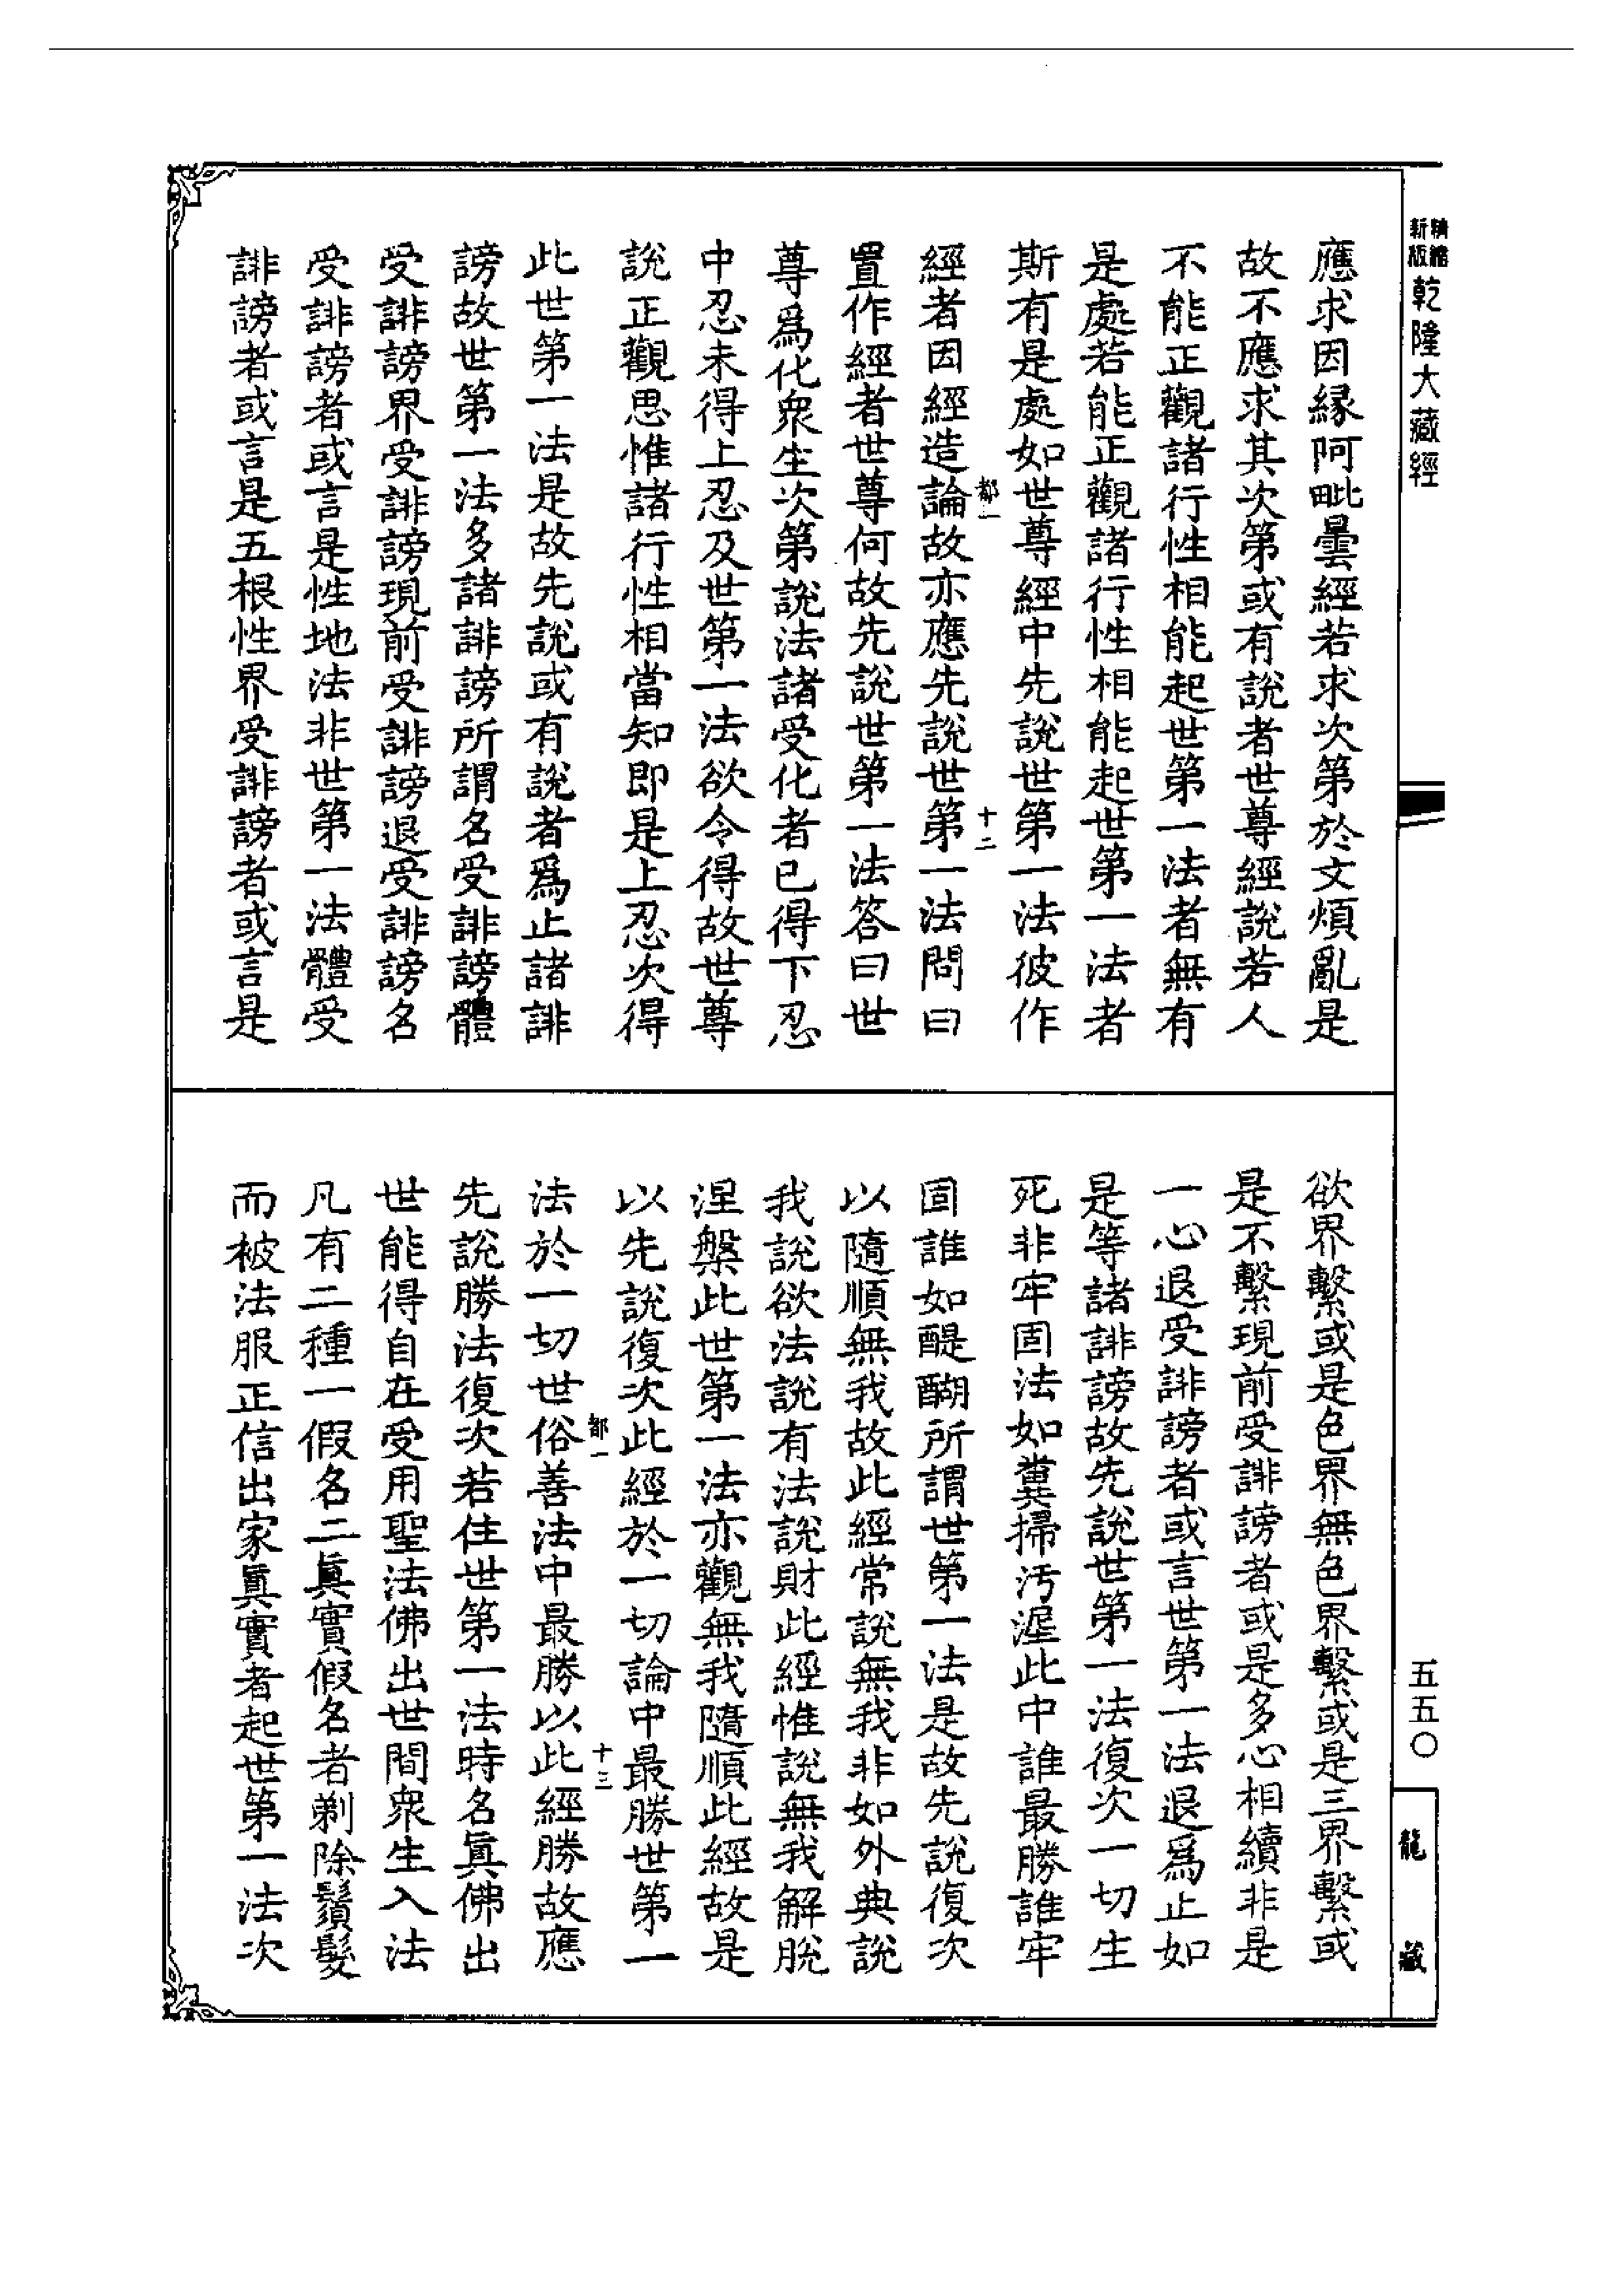 精縮新版乾隆大藏經
應求因緣阿毗曇經若求次第於文煩亂是
故不應求其次第或有說者世尊經說若人
不能正觀諸行性相能起世第一法者無有
是處若能正觀諸行性相能起世第一法者
斯有是處如世尊經中先說世第一法彼作
都一 十二
經者因經造論故亦應先說世第一法問曰
置作經者世尊何故先說世第一法答曰世
尊爲化衆生次第說法諸受化者已得下忍
中忍未得上忍及世第一法欲令得故世尊
說正觀思惟諸行性相當知即是上忍次得
此世第一法是故先說或有說者爲止諸誹
謗故世第一法多諸誹謗所謂名受誹謗體
受誹謗界受誹謗現前受誹謗退受誹謗名
受誹謗者或言是性地法非世第一法體受
誹謗者或言是五根性界受誹謗者或言是
欲界繫或是色界無色界繫或是三界繫或
是不繫現前受誹謗者或是多心相續非是
一心退受誹謗者或言世第一法退爲止如
是等諸誹謗故先說世第一法復次一切生
死非牢固法如糞掃污泥此中誰最勝誰牢
固誰如醍醐所謂世第一法是故先說復次
以隨順無我故此經常說無我非如外典說
我說欲法說有法說財此經惟說無我解脫
涅槃此世第一法亦觀無我隨順此經故是
以先說復次此經於一切論中最勝世第一
都一 十三
法於一切世俗善法中最勝以此經勝故應
先說勝法復次若住世第一法時名眞佛出
世能得自在受用聖法佛出世間衆生入法
凡有二種一假名二眞實假名者剃除鬚髮
而被法服正信出家眞實者起世第一法次
五五〇
龍藏